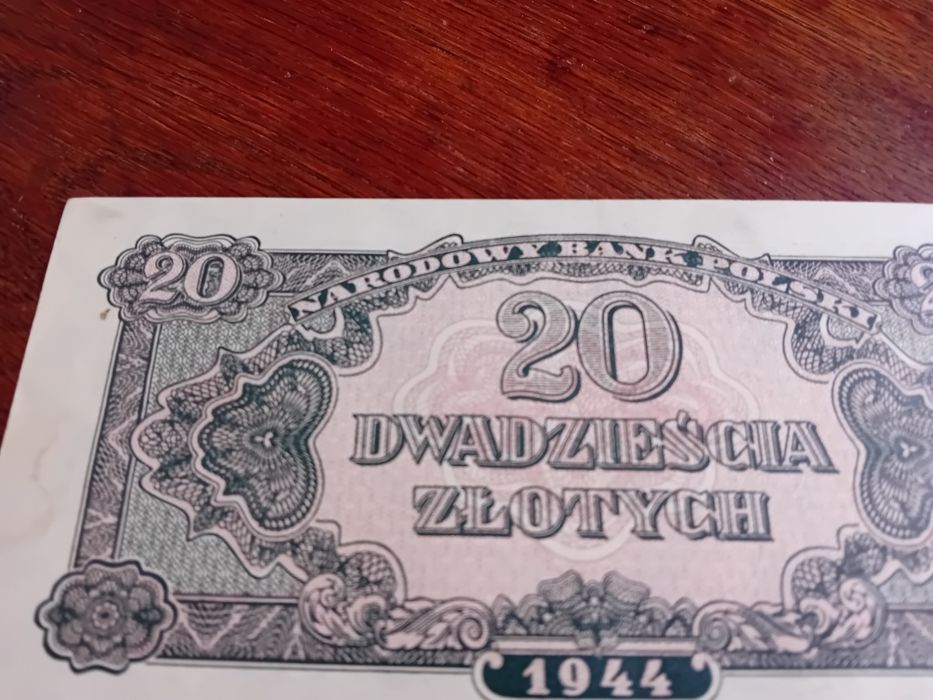 20
NARODOWY BANK POLSKI
20
DWADZIEŚCIA
ZŁOTYCH
1944